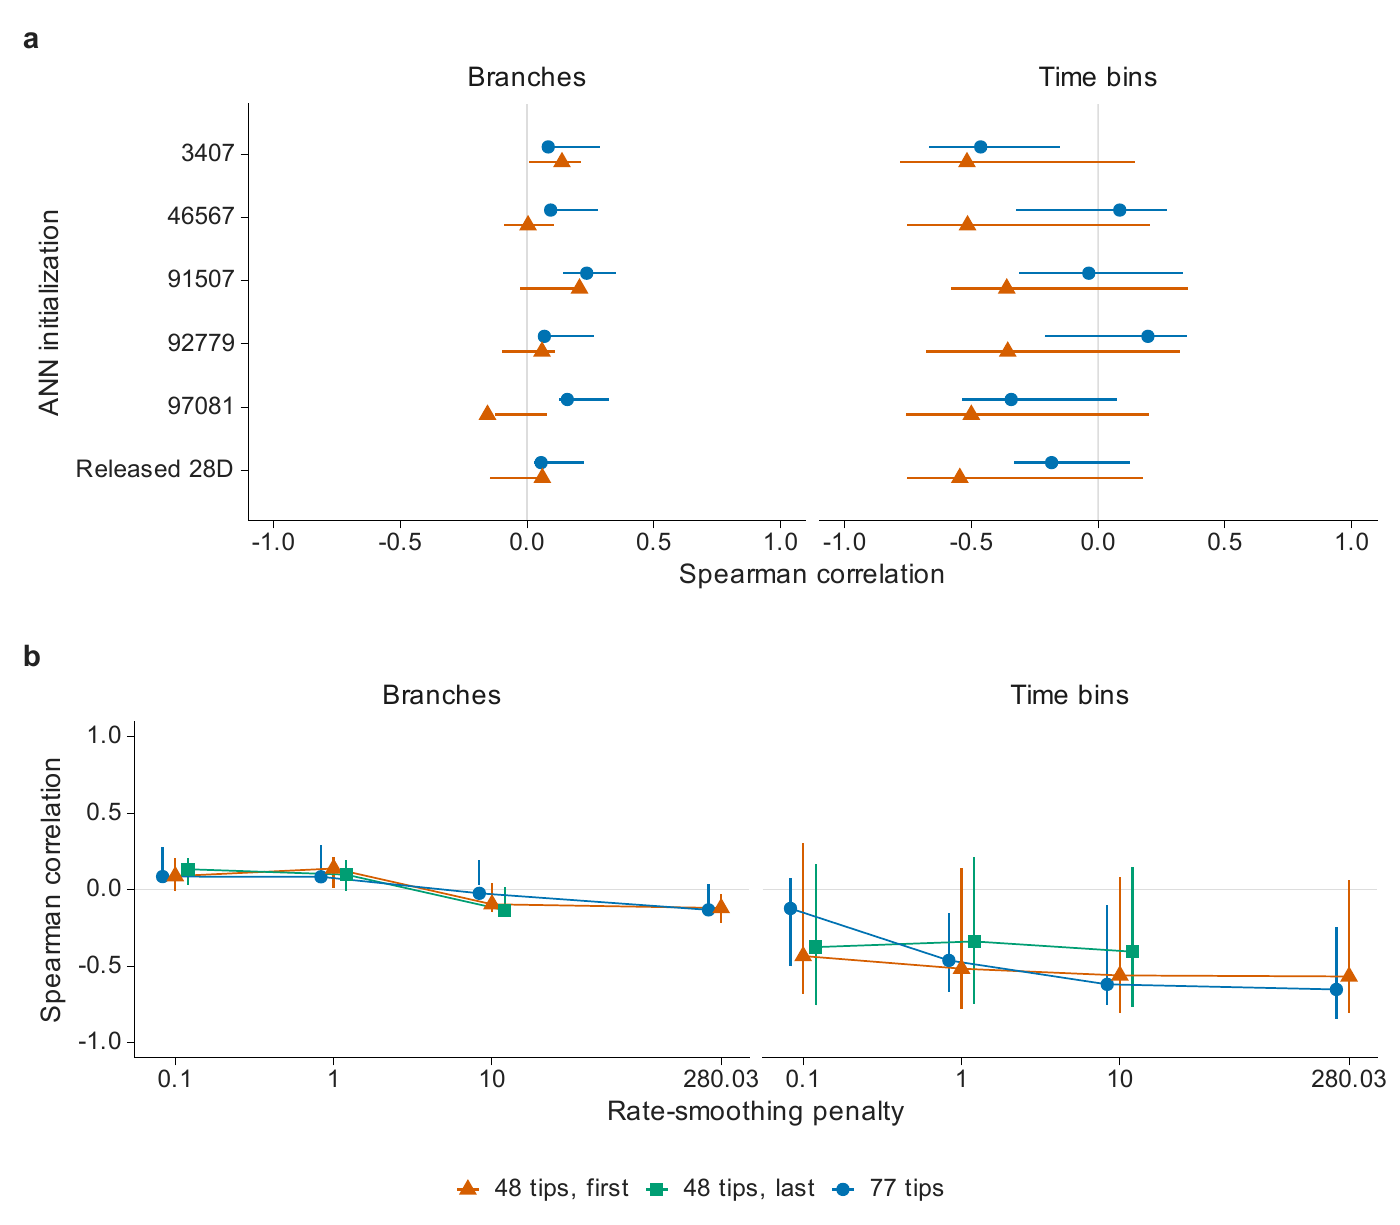 a
Branches
Time bins
ANN initialization
3407
46567
91507
92779
97081
Released 28D
-1.0 -0.5 0.0 0.5 1.0
-1.0 -0.5 0.0 0.5 1.0
Spearman correlation
b
Branches
Time bins
Spearman correlation
1.0
0.5
0.0
-0.5
-1.0
0.1 1 10 280.03
0.1 1 10 280.03
Rate-smoothing penalty
48 tips, first 48 tips, last 77 tips